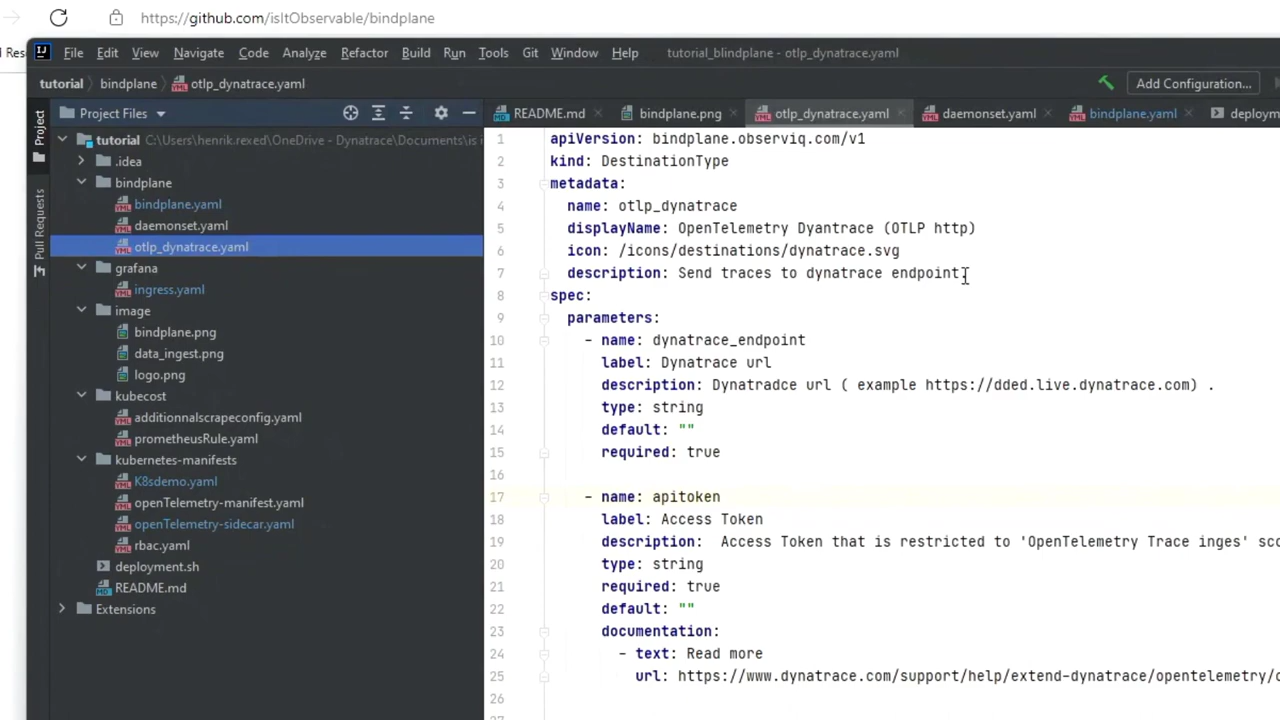 https://github.com/isItObservable/bindplane
File Edit View Navigate Code Analyze Refactor Build Run Tools Git Window Help tutorial_blindplane - otlp_dynatrace.yaml
tutorial bindplane otlp_dynatrace.yaml Add Configuration...
Project Files README.md bindplane.png otlp_dynatrace.yaml daemonset.yaml bindplane.yaml
Project
Pull Requests
tutorial C:\Users\henrik.rexed\OneDrive - Dynatrace\Documents\is i
.idea
bindplane
bindplane.yaml
daemonset.yaml
otlp_dynatrace.yaml
grafana
ingress.yaml
image
bindplane.png
data_ingest.png
logo.png
kubecost
additionnalscrapeconfig.yaml
prometheusRule.yaml
kubernetes-manifests
K8sdemo.yaml
openTelemetry-manifest.yaml
openTelemetry-sidecar.yaml
rbac.yaml
deployment.sh
README.md
Extensions
1 apiVersion: bindplane.observiq.com/v1
2 kind: DestinationType
3 metadata:
4 name: otlp_dynatrace
5 displayName: OpenTelemetry Dyantrace (OTLP http)
6 icon: /icons/destinations/dynatrace.svg
7 description: Send traces to dynatrace endpoint.
8 spec:
9 parameters:
10 - name: dynatrace_endpoint
11 label: Dynatrace url
12 description: Dynatradce url ( example https://dded.live.dynatrace.com) .
13 type: string
14 default: ""
15 required: true
16
17 - name: apitoken
18 label: Access Token
19 description: Access Token that is restricted to 'OpenTelemetry Trace inges' sco
20 type: string
21 required: true
22 default: ""
23 documentation:
24 - text: Read more
25 url: https://www.dynatrace.com/support/help/extend-dynatrace/opentelemetry/
26
27